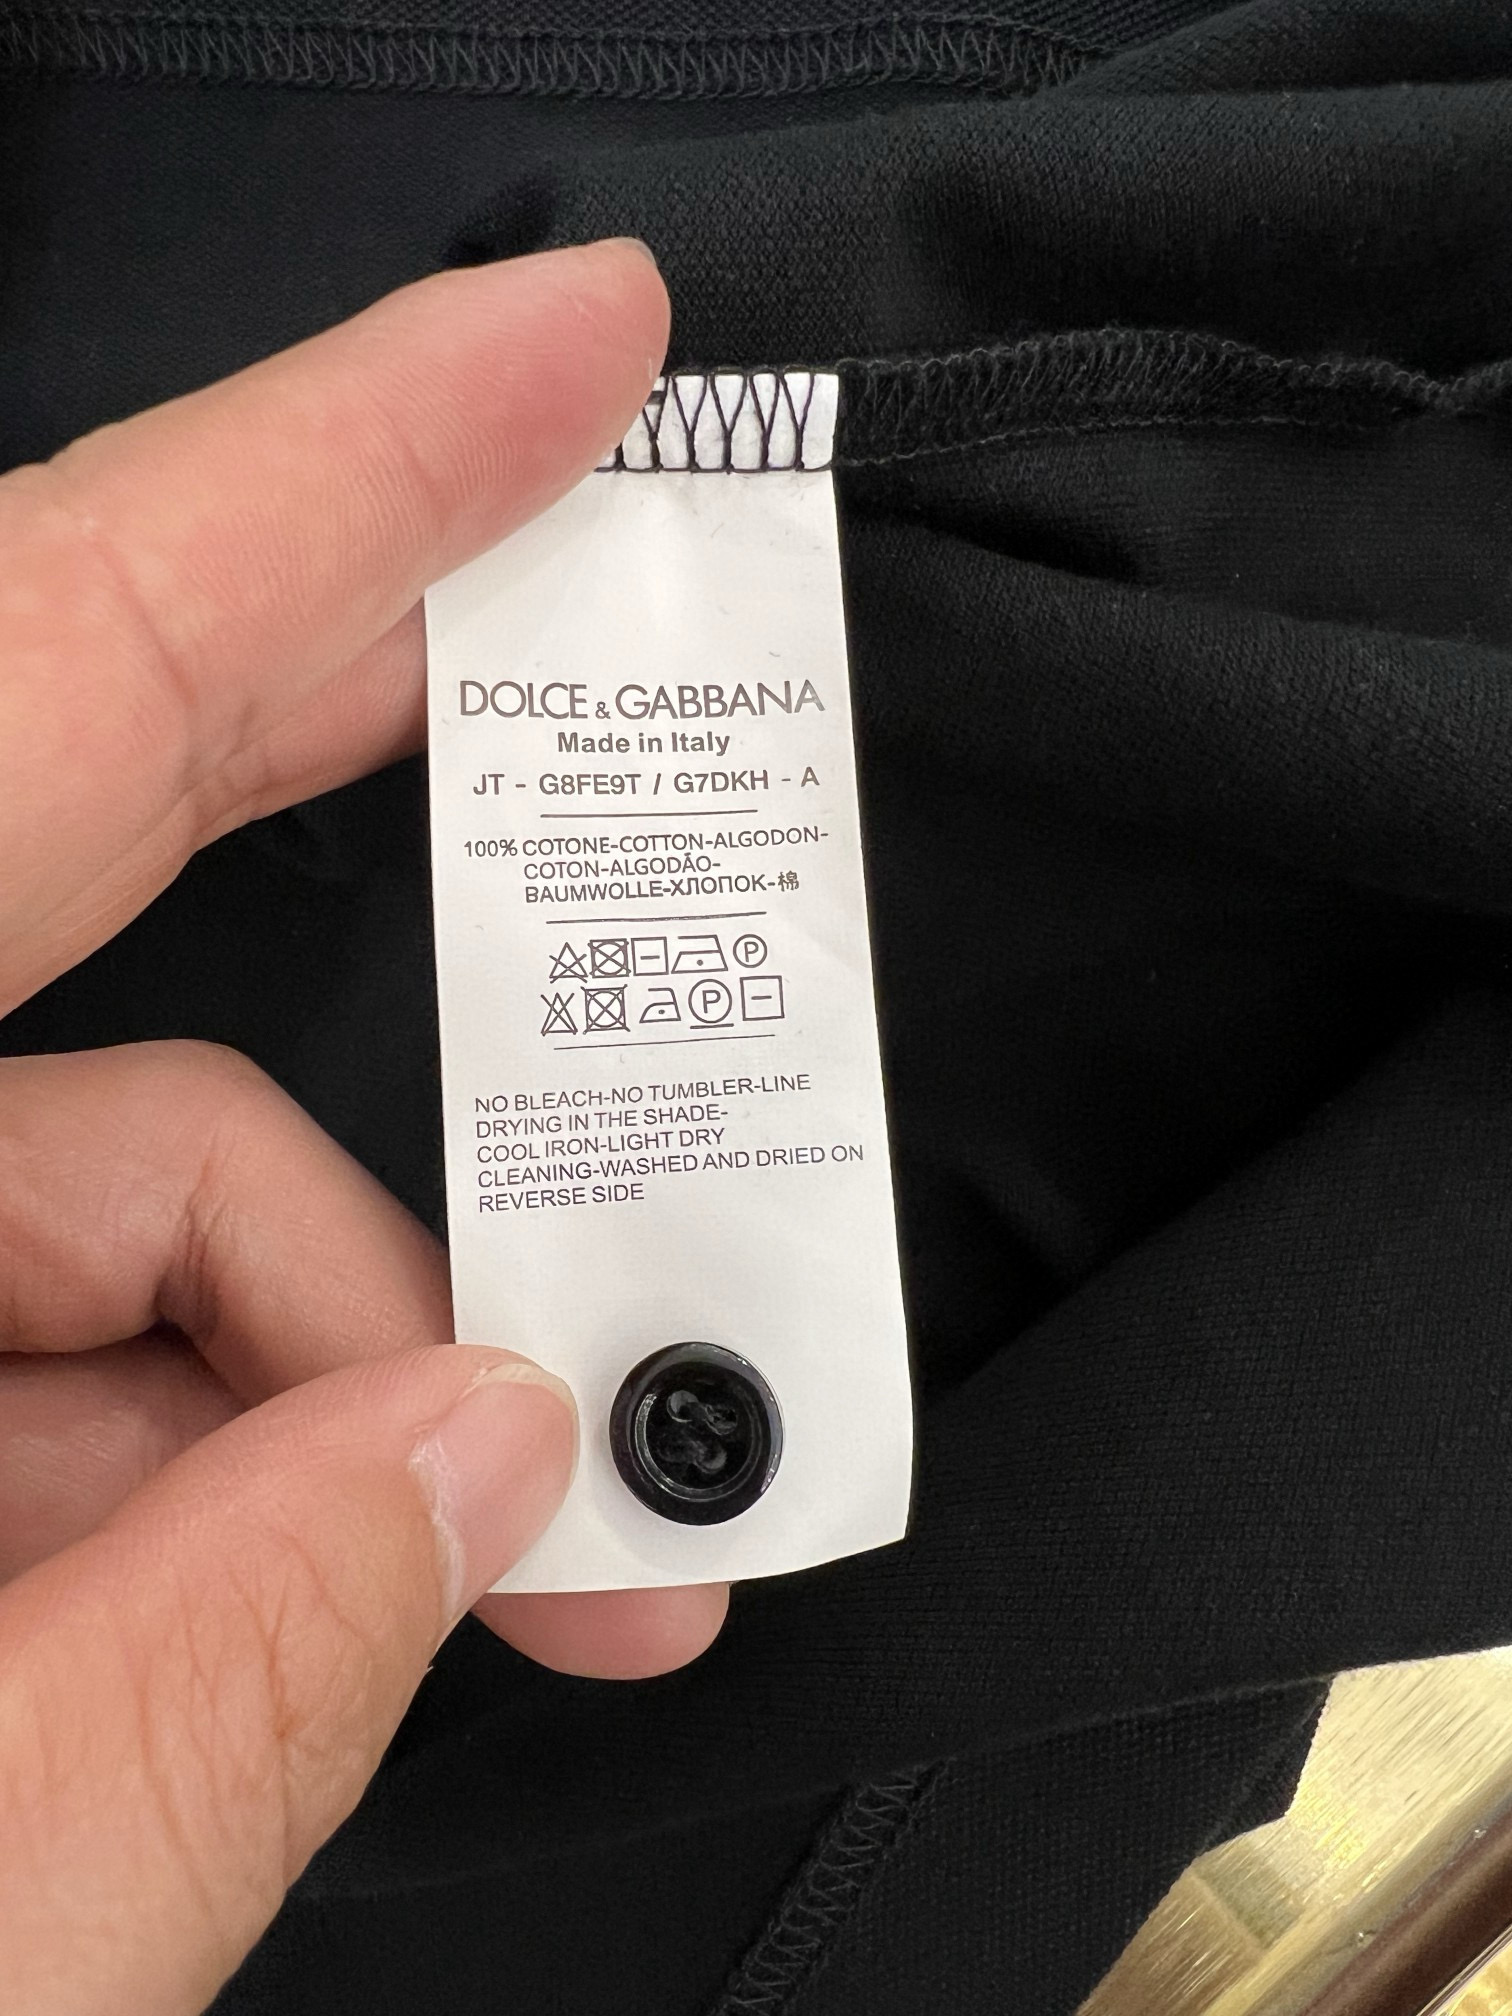 DOLCE & GABBANA
Made in Italy
JT - G8FE9T / G7DKH - A
100% COTONE-COTTON-ALGODON-
COTON-ALGODÃO-
BAUMWOLLE-ХЛОПОК-棉
P
P
NO BLEACH-NO TUMBLER-LINE
DRYING IN THE SHADE-
COOL IRON-LIGHT DRY
CLEANING-WASHED AND DRIED ON
REVERSE SIDE